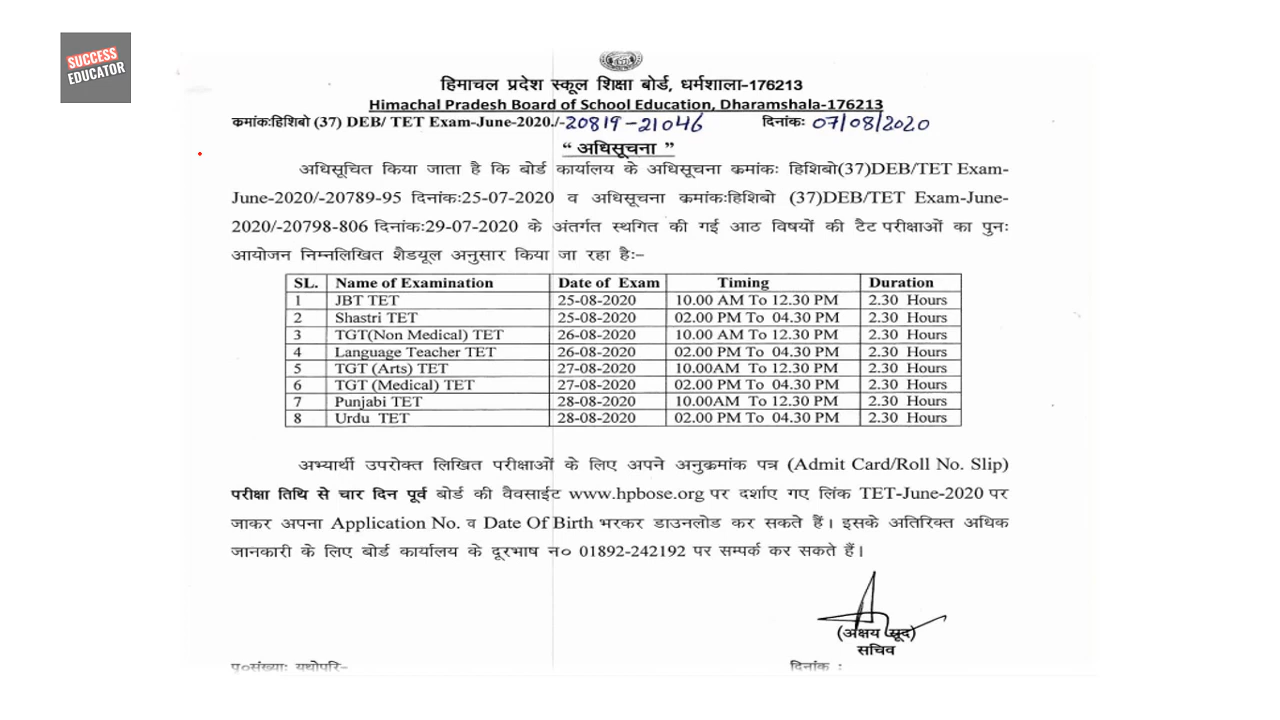 SUCCESS
EDUCATOR
हिमाचल प्रदेश स्कूल शिक्षा बोर्ड, धर्मशाला-176213
Himachal Pradesh Board of School Education, Dharamshala-176213
क्रमांकःहिशिबो (37) DEB/ TET Exam-June-2020./-20819-21046 दिनांकः 07/08/2020
“ अधिसूचना ”
अधिसूचित किया जाता है कि बोर्ड कार्यालय के अधिसूचना क्रमांकः हिशिबो(37)DEB/TET Exam-
June-2020/-20789-95 दिनांकः25-07-2020 व अधिसूचना क्रमांकःहिशिबो (37)DEB/TET Exam-June-
2020/-20798-806 दिनांकः29-07-2020 के अंतर्गत स्थगित की गई आठ विषयों की टैट परीक्षाओं का पुनः
आयोजन निम्नलिखित शैडयूल अनुसार किया जा रहा हैः–
SL. Name of Examination Date of Exam Timing Duration
1 JBT TET 25-08-2020 10.00 AM To 12.30 PM 2.30 Hours
2 Shastri TET 25-08-2020 02.00 PM To 04.30 PM 2.30 Hours
3 TGT(Non Medical) TET 26-08-2020 10.00 AM To 12.30 PM 2.30 Hours
4 Language Teacher TET 26-08-2020 02.00 PM To 04.30 PM 2.30 Hours
5 TGT (Arts) TET 27-08-2020 10.00AM To 12.30 PM 2.30 Hours
6 TGT (Medical) TET 27-08-2020 02.00 PM To 04.30 PM 2.30 Hours
7 Punjabi TET 28-08-2020 10.00AM To 12.30 PM 2.30 Hours
8 Urdu TET 28-08-2020 02.00 PM To 04.30 PM 2.30 Hours
अभ्यार्थी उपरोक्त लिखित परीक्षाओं के लिए अपने अनुक्रमांक पत्र (Admit Card/Roll No. Slip)
परीक्षा तिथि से चार दिन पूर्व बोर्ड की वैवसाईट www.hpbose.org पर दर्शाए गए लिंक TET-June-2020 पर
जाकर अपना Application No. व Date Of Birth भरकर डाउनलोड कर सकते हैं। इसके अतिरिक्त अधिक
जानकारी के लिए बोर्ड कार्यालय के दूरभाष न० 01892-242192 पर सम्पर्क कर सकते हैं।
(अक्षय सूद)
सचिव
पृ०संख्याः यथोपरि– दिनांक :